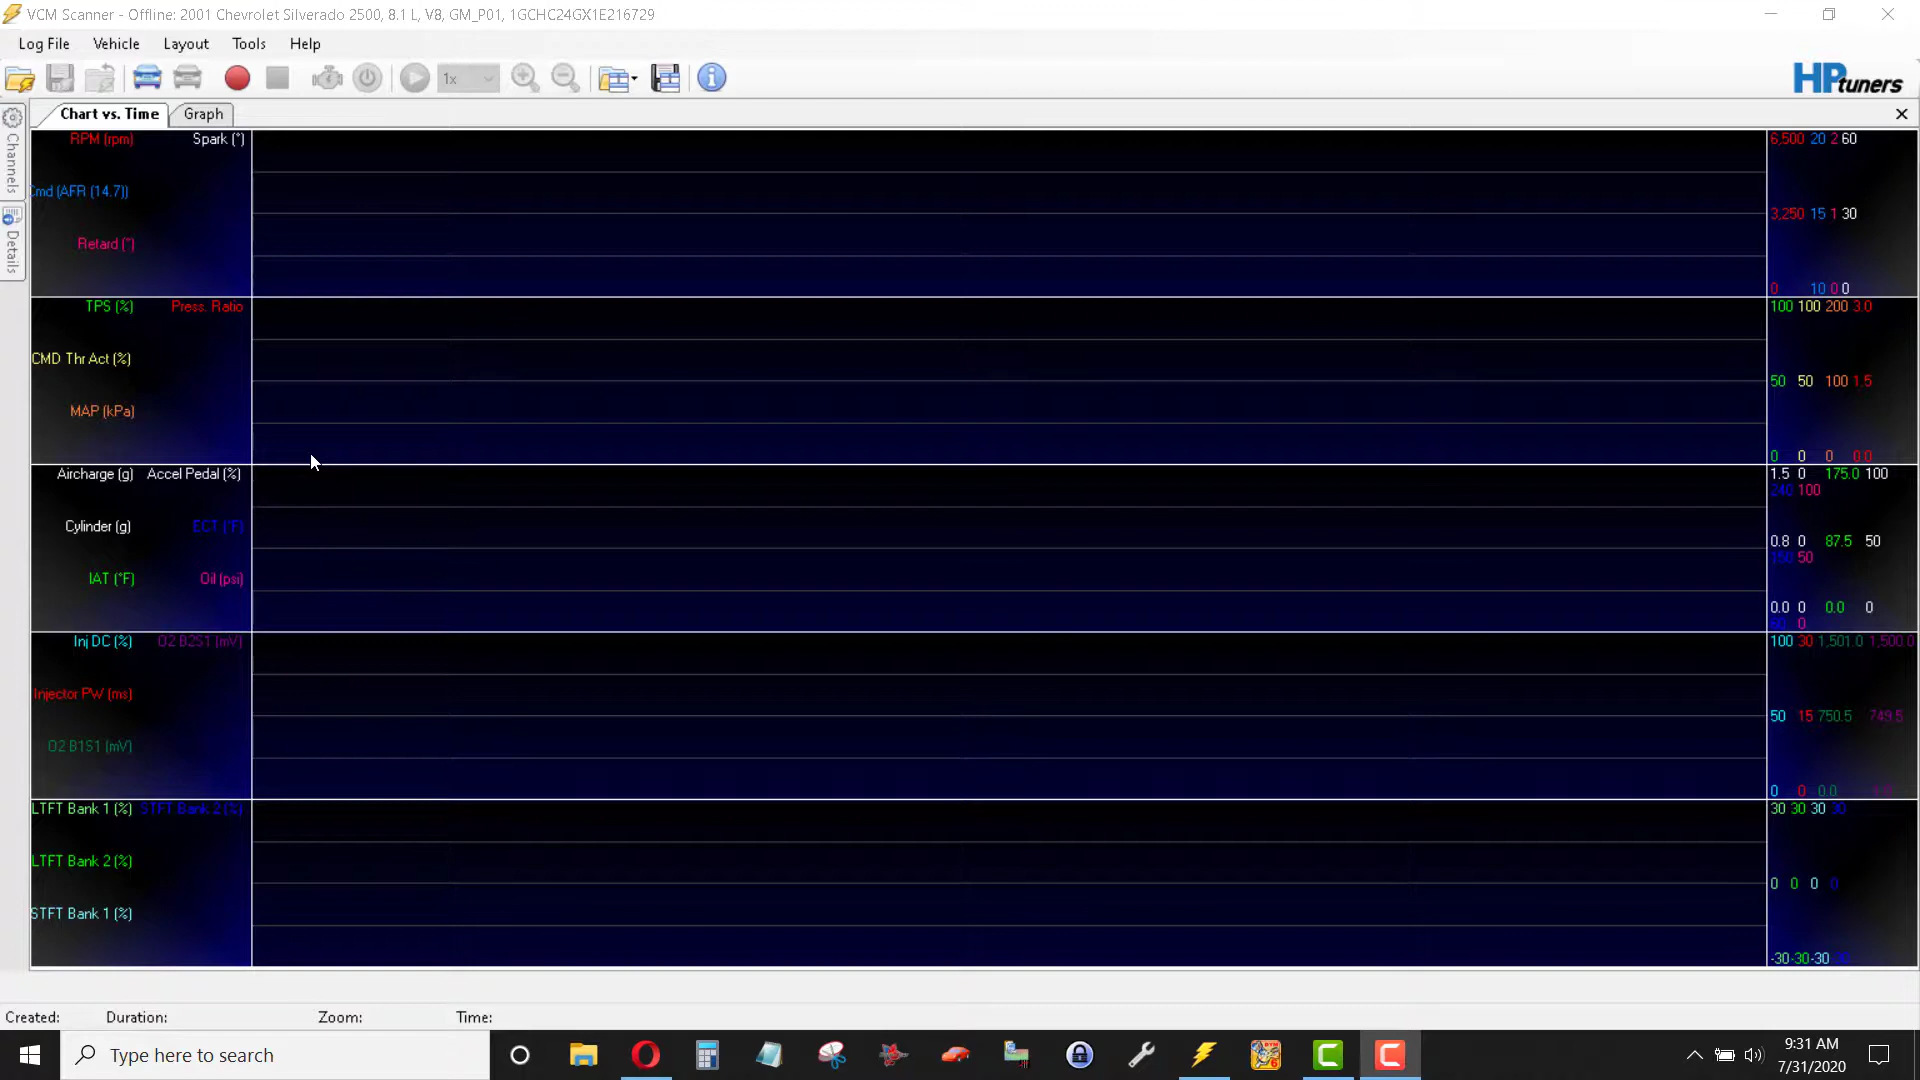 VCM Scanner - Offline: 2001 Chevrolet Silverado 2500, 8.1 L, V8, GM_P01, 1GCHC24GX1E216729
Log File Vehicle Layout Tools Help
1x
HPtuners
Chart vs. Time Graph
Channels
Details
RPM (rpm) Spark (°) 6,500 20 2 60
Cmd (AFR (14.7))
3,250 15 1 30
Retard (°)
0 10 0 0
TPS (%) Press. Ratio 100 100 200 3.0
CMD Thr Act (%)
50 50 100 1.5
MAP (kPa)
0 0 0 0.0
Aircharge (g) Accel Pedal (%) 1.5 0 175.0 100
240 100
Cylinder (g) ECT (°F)
0.8 0 87.5 50
150 50
IAT (°F) Oil (psi)
0.0 0 0.0 0
60 0
Inj DC (%) O2 B2S1 (mV) 100 30 1,501.0 1,500.0
Injector PW (ms)
50 15 750.5 749.5
O2 B1S1 (mV)
0 0 0.0
LTFT Bank 1 (%) STFT Bank 2 (%) 30 30 30 30
LTFT Bank 2 (%)
0 0 0 0
STFT Bank 1 (%)
-30 -30 -30
Created: Duration: Zoom: Time:
Type here to search
9:31 AM
7/31/2020